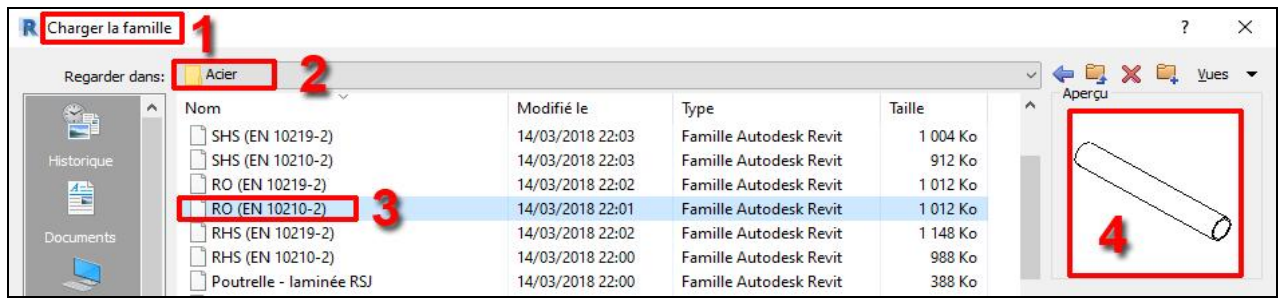 R Charger la famille 1 ? ×
Regarder dans: Acier 2 Vues
Aperçu
Nom Modifié le Type Taille
SHS (EN 10219-2) 14/03/2018 22:03 Famille Autodesk Revit 1 004 Ko
Historique SHS (EN 10210-2) 14/03/2018 22:03 Famille Autodesk Revit 912 Ko
RO (EN 10219-2) 14/03/2018 22:02 Famille Autodesk Revit 1 012 Ko
RO (EN 10210-2) 3 14/03/2018 22:01 Famille Autodesk Revit 1 012 Ko
Documents RHS (EN 10219-2) 14/03/2018 22:02 Famille Autodesk Revit 1 148 Ko 4
RHS (EN 10210-2) 14/03/2018 22:00 Famille Autodesk Revit 988 Ko
Poutrelle - laminée RSJ 14/03/2018 22:00 Famille Autodesk Revit 388 Ko